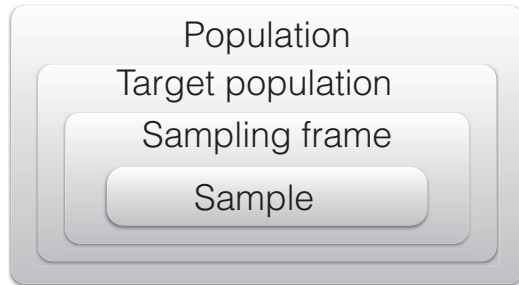 Population
Target population
Sampling frame
Sample